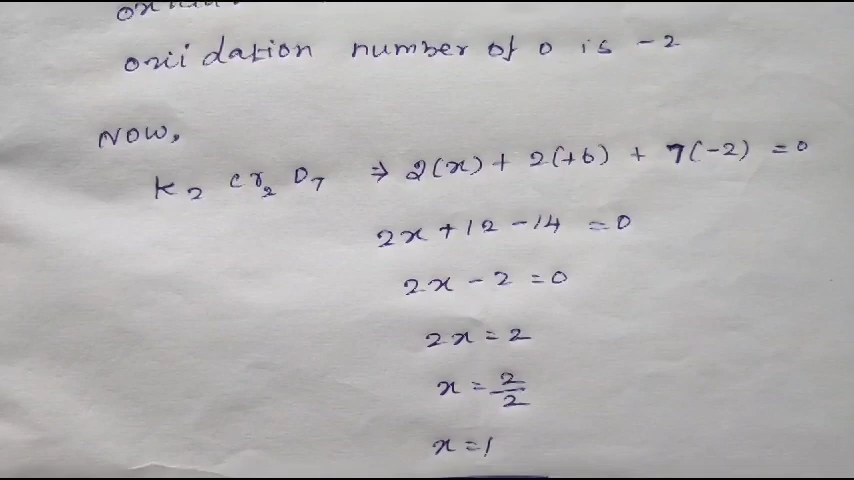 oxidation number of O is -2
Now,
K₂ Cr₂ O₇ ⇒ 2(x) + 2(+6) + 7(-2) = 0
2x + 12 - 14 = 0
2x - 2 = 0
2x = 2
x = 2/2
x = 1